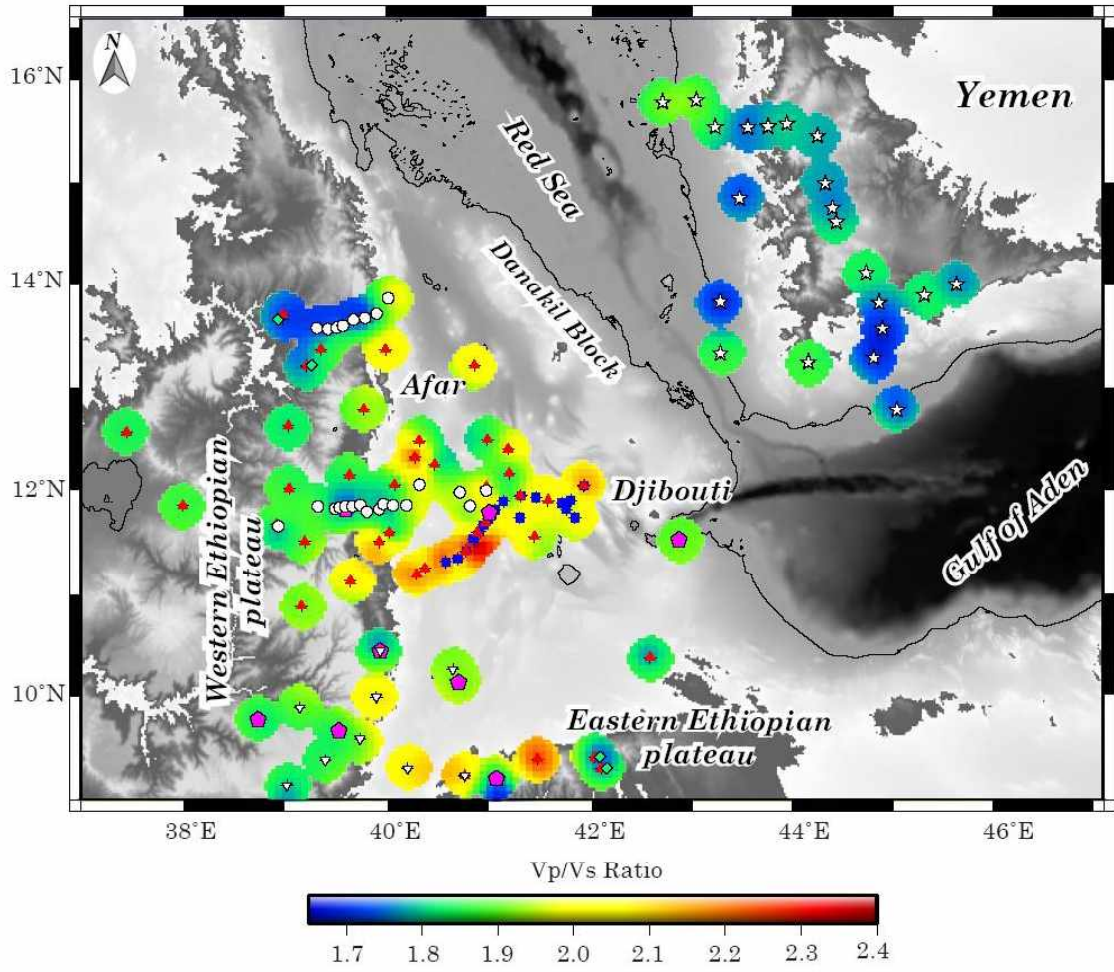 N
16°N
14°N
12°N
10°N
Yemen
Red Sea
Danakil Block
Afar
Djibouti
Gulf of Aden
Western Ethiopian
plateau
Eastern Ethiopian
plateau
38°E
40°E
42°E
44°E
46°E
Vp/Vs Ratio
1.7
1.8
1.9
2.0
2.1
2.2
2.3
2.4